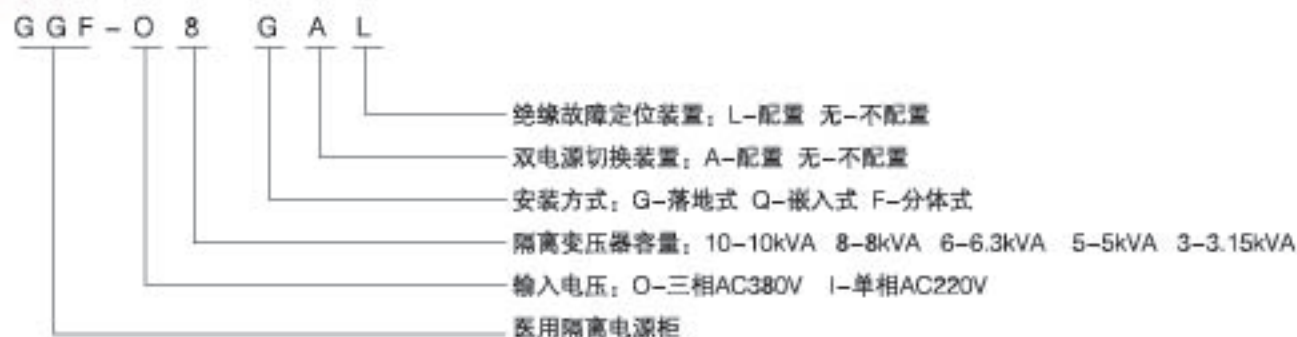 GGF-O8 GAL
绝缘故障定位装置：L-配置 无-不配置
双电源切换装置：A-配置 无-不配置
安装方式：G-落地式 Q-嵌入式 F-分体式
隔离变压器容量：10-10kVA 8-8kVA 6-6.3kVA 5-5kVA 3-3.15kVA
输入电压：O-三相AC380V I-单相AC220V
医用隔离电源柜